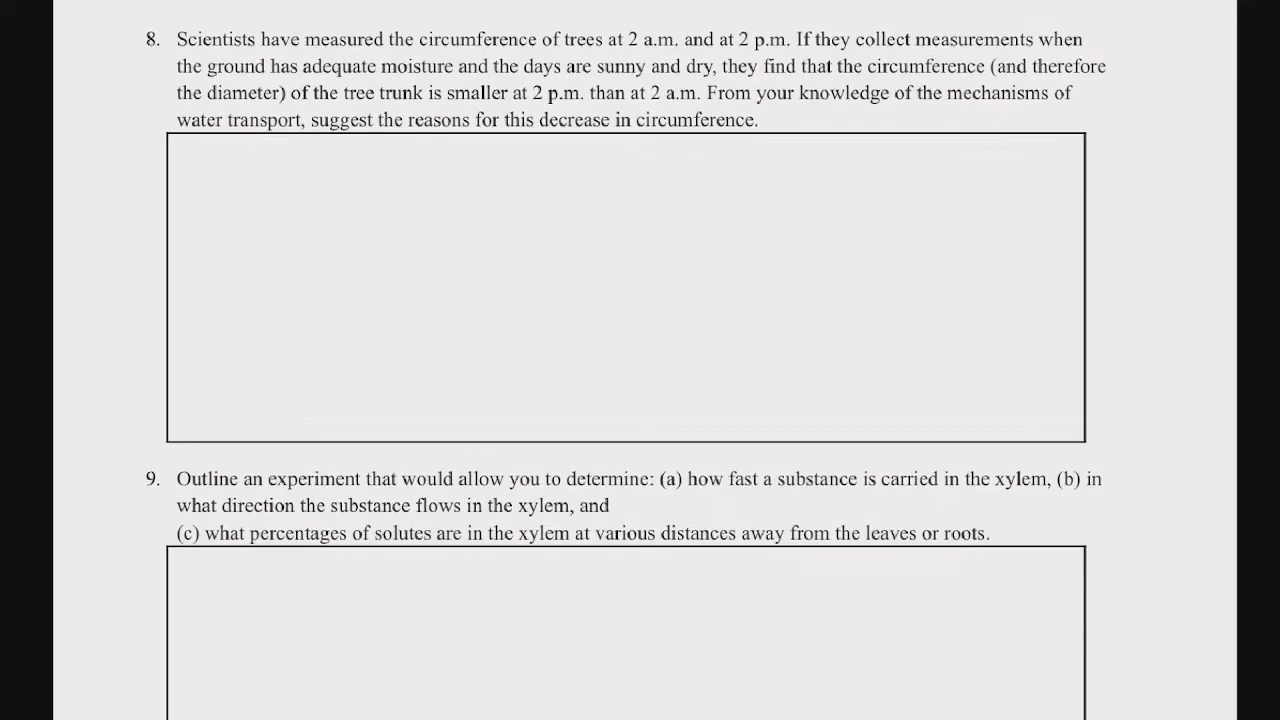 8. Scientists have measured the circumference of trees at 2 a.m. and at 2 p.m. If they collect measurements when
the ground has adequate moisture and the days are sunny and dry, they find that the circumference (and therefore
the diameter) of the tree trunk is smaller at 2 p.m. than at 2 a.m. From your knowledge of the mechanisms of
water transport, suggest the reasons for this decrease in circumference.
9. Outline an experiment that would allow you to determine: (a) how fast a substance is carried in the xylem, (b) in
what direction the substance flows in the xylem, and
(c) what percentages of solutes are in the xylem at various distances away from the leaves or roots.